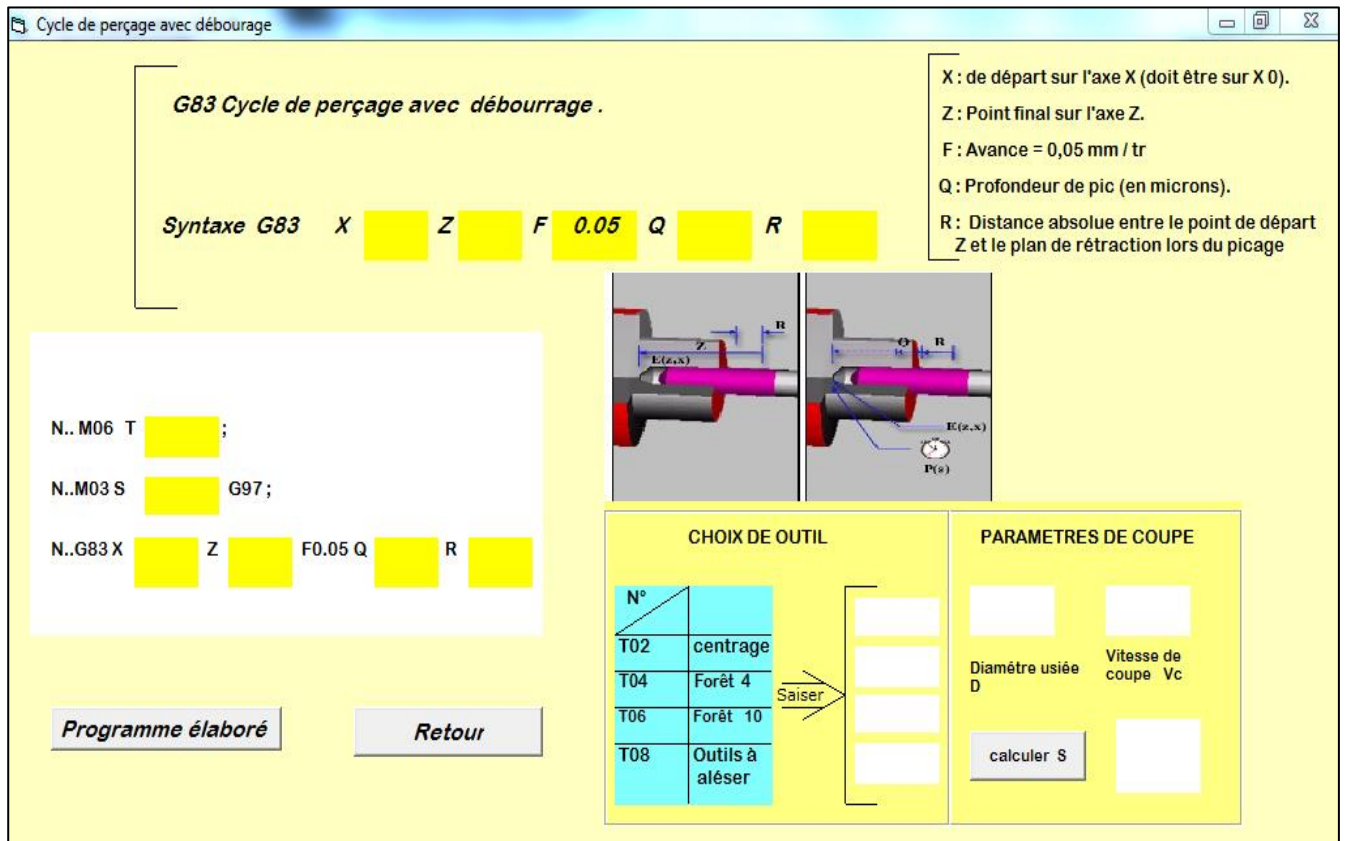 Cycle de perçage avec débourage
G83 Cycle de perçage avec débourrage .
Syntaxe G83 X Z F 0.05 Q R
X : de départ sur l'axe X (doit être sur X 0).
Z : Point final sur l'axe Z.
F : Avance = 0,05 mm / tr
Q : Profondeur de pic (en microns).
R : Distance absolue entre le point de départ
Z et le plan de rétraction lors du picage
R
Z
E(z,x)
Q R
E(z,x)
P(s)
N.. M06 T ;
N..M03 S G97 ;
N..G83 X Z F0.05 Q R
Programme élaboré
Retour
CHOIX DE OUTIL
N°
T02 centrage
T04 Forêt 4
T06 Forêt 10
T08 Outils à
aléser
Saiser
PARAMETRES DE COUPE
Diamétre usiée
D
Vitesse de
coupe Vc
calculer S